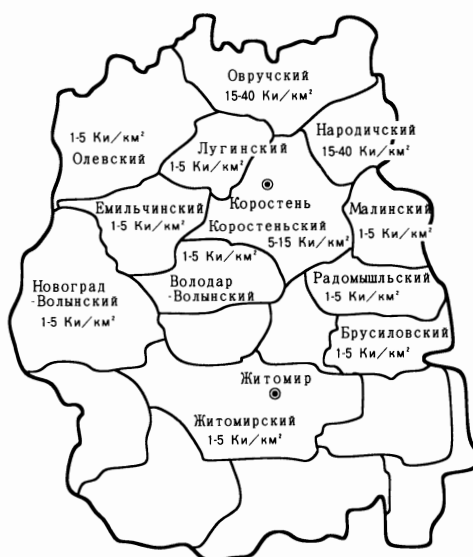 Овручский
15-40 Ки/км²
1-5 Ки/км²
Олевский
Лугинский
1-5 Ки/км²
Народичский
15-40 Ки/км²
Емильчинский
1-5 Ки/км²
Коростень
Коростеньский
5-15 Ки/км²
Малинский
1-5 Ки/км²
1-5 Ки/км²
Володар
-Волынский
Новоград
-Волынский
1-5 Ки/км²
Радомышльский
1-5 Ки/км²
Брусиловский
1-5 Ки/км²
Житомир
Житомирский
1-5 Ки/км²